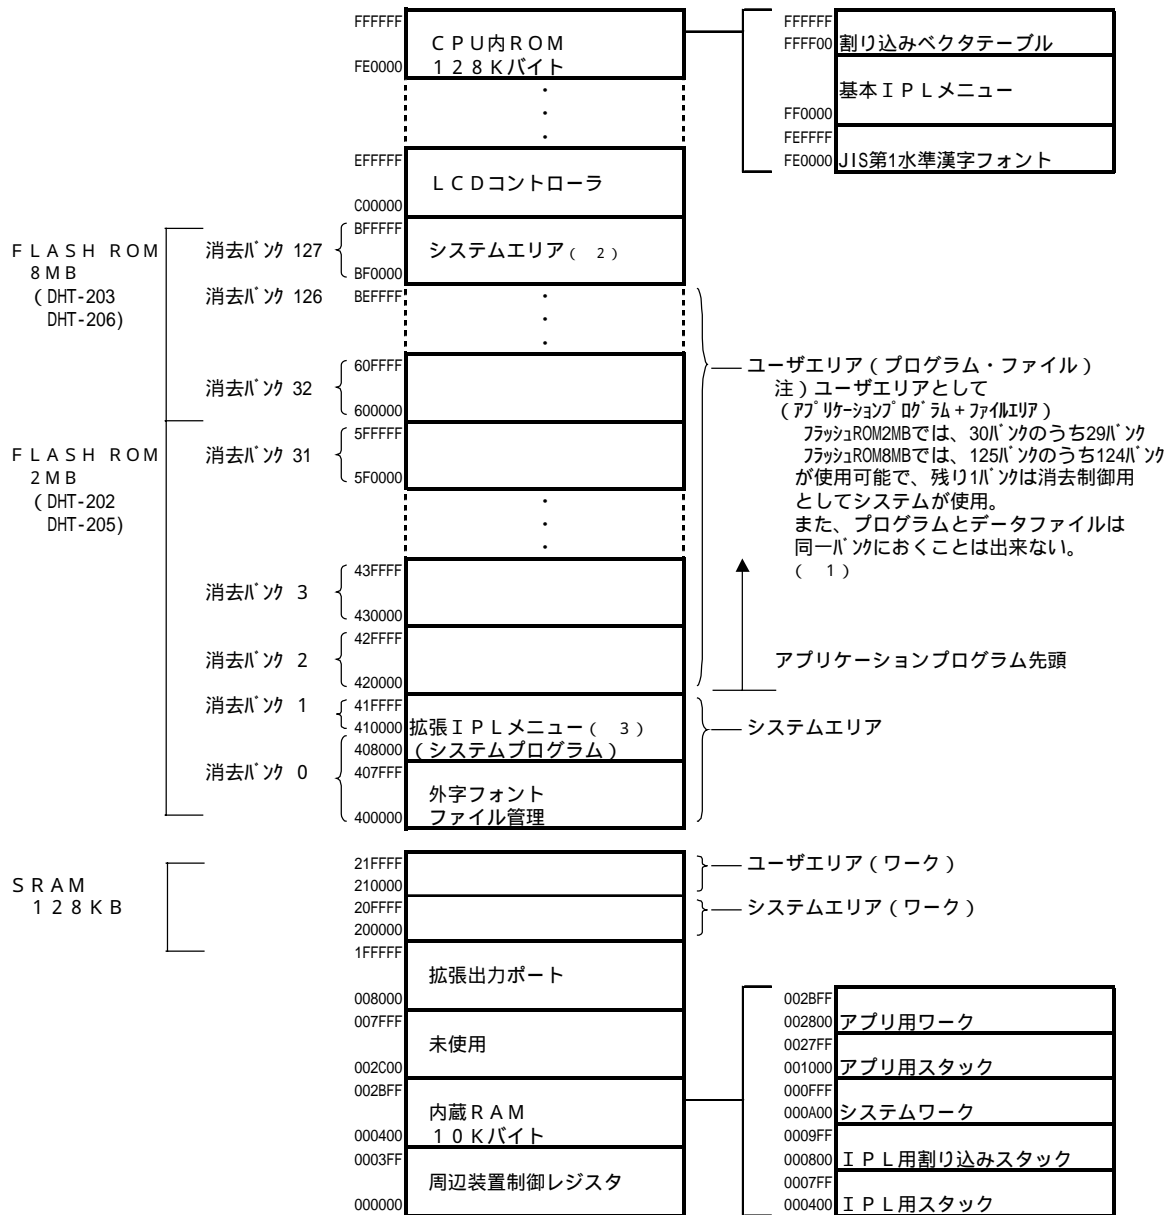 FFFFFF
CPU内ROM
128Kバイト
FE0000
・
・
・
FFFFFF
FFFF00 割り込みベクタテーブル
基本IPLメニュー
FF0000
FEFFFF
FE0000 JIS第1水準漢字フォント
EFFFFF
LCDコントローラ
C00000
FLASH ROM
8MB
(DHT-203
DHT-206)
消去バンク 127
BFFFFF
システムエリア( 2)
BF0000
消去バンク 126
BEFFFF
・
・
・
消去バンク 32
60FFFF
600000
FLASH ROM
2MB
(DHT-202
DHT-205)
消去バンク 31
5FFFFF
5F0000
・
・
・
消去バンク 3
43FFFF
430000
消去バンク 2
42FFFF
420000
ユーザエリア(プログラム・ファイル)
注)ユーザエリアとして
(アプリケーションプログラム+ファイルエリア)
フラッシュROM2MBでは、30バンクのうち29バンク
フラッシュROM8MBでは、125バンクのうち124バンク
が使用可能で、残り1バンクは消去制御用
としてシステムが使用。
また、プログラムとデータファイルは
同一バンクにおくことは出来ない。
( 1)
アプリケーションプログラム先頭
消去バンク 1
41FFFF
410000
拡張IPLメニュー( 3)
408000
(システムプログラム)
消去バンク 0
407FFF
外字フォント
ファイル管理
400000
システムエリア
SRAM
128KB
21FFFF
210000
ユーザエリア(ワーク)
20FFFF
200000
システムエリア(ワーク)
1FFFFF
拡張出力ポート
008000
007FFF
未使用
002C00
002BFF
内蔵RAM
10Kバイト
000400
0003FF
周辺装置制御レジスタ
000000
002BFF
002800 アプリ用ワーク
0027FF
001000 アプリ用スタック
000FFF
000A00 システムワーク
0009FF
000800 IPL用割り込みスタック
0007FF
000400 IPL用スタック